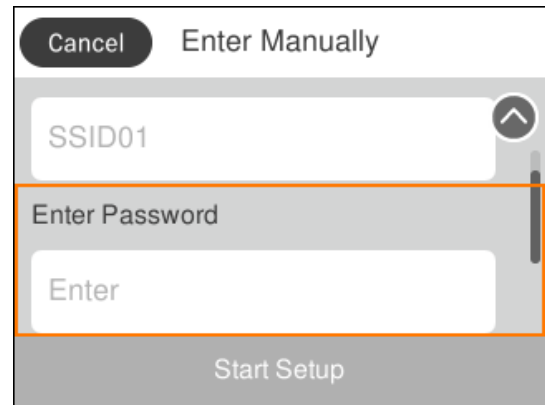 Cancel Enter Manually
SSID01
Enter Password
Enter
Start Setup